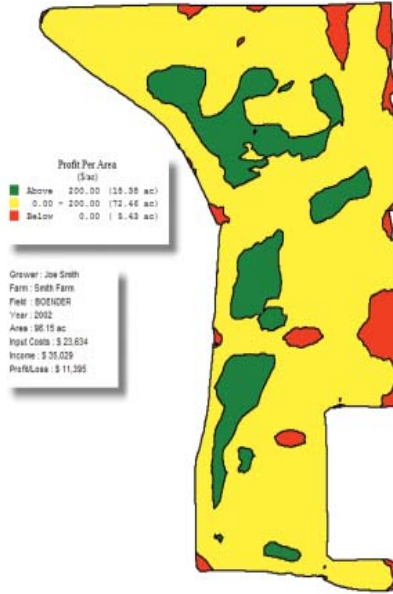 Profit Per Area
($/ac)
Above 200.00 (18.38 ac)
0.00 - 200.00 (72.46 ac)
Below 0.00 ( 5.43 ac)
Grower : Joe Smith
Farm : Smith Farm
Field : BOENDER
Year : 2002
Area : 96.15 ac
Input Costs : $ 23,634
Income : $ 35,029
Profit/Loss : $ 11,395